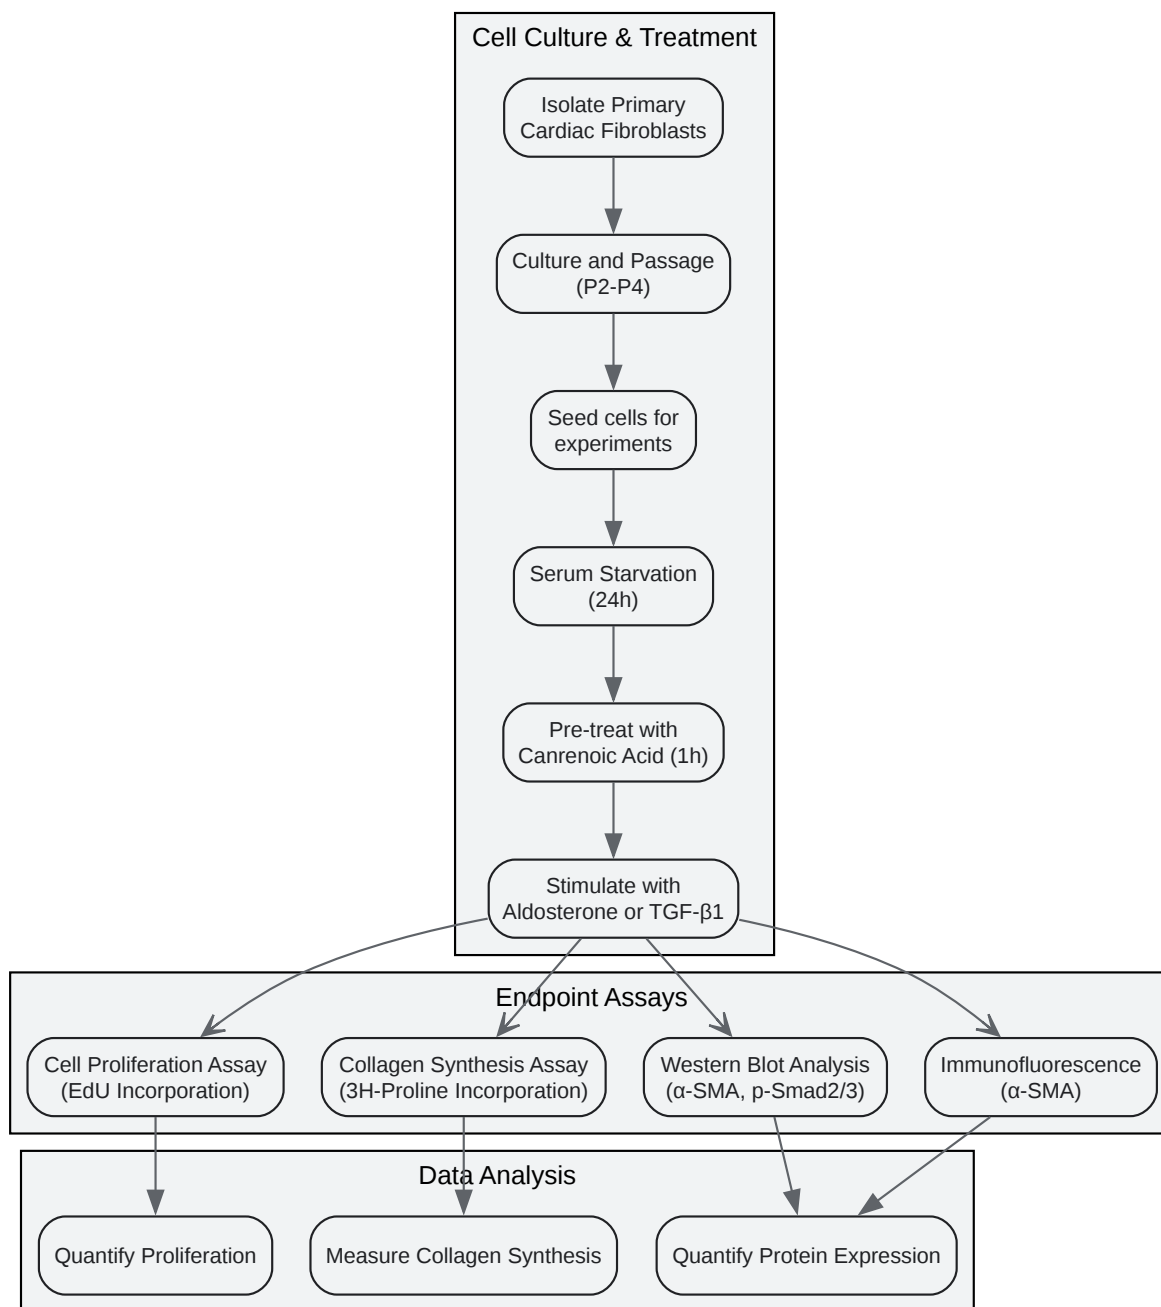 Cell Culture & Treatment
Isolate Primary
Cardiac Fibroblasts
Culture and Passage
(P2-P4)
Seed cells for
experiments
Serum Starvation
(24h)
Pre-treat with
Canrenoic Acid (1h)
Stimulate with
Aldosterone or TGF-β1
Endpoint Assays
Cell Proliferation Assay
(EdU Incorporation)
Collagen Synthesis Assay
(3H-Proline Incorporation)
Western Blot Analysis
(α-SMA, p-Smad2/3)
Immunofluorescence
(α-SMA)
Data Analysis
Quantify Proliferation
Measure Collagen Synthesis
Quantify Protein Expression